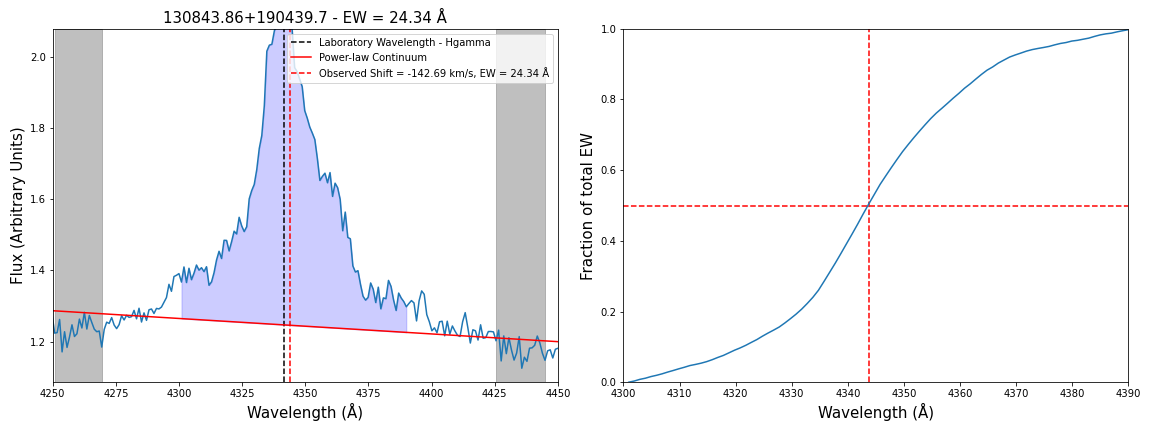 130843.86+190439.7 - EW = 24.34 Å
Laboratory Wavelength - Hgamma
Power-law Continuum
Observed Shift = -142.69 km/s, EW = 24.34 Å
Flux (Arbitrary Units)
2.0
1.8
1.6
1.4
1.2
4250 4275 4300 4325 4350 4375 4400 4425 4450
Wavelength (Å)
Fraction of total EW
1.0
0.8
0.6
0.4
0.2
0.0
4300 4310 4320 4330 4340 4350 4360 4370 4380 4390
Wavelength (Å)